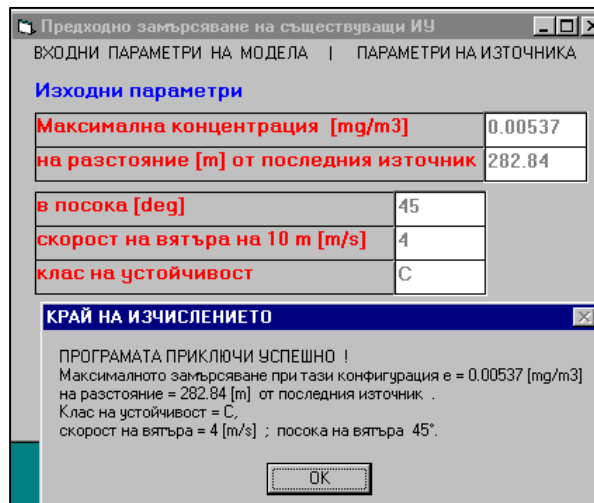 Предходно замърсяване на съществуващи ИУ
ВХОДНИ ПАРАМЕТРИ НА МОДЕЛА | ПАРАМЕТРИ НА ИЗТОЧНИКА
Изходни параметри
Максимална концентрация [mg/m3] 0.00537
на разстояние [m] от последния източник 282.84
в посока [deg] 45
скорост на вятъра на 10 m [m/s] 4
клас на устойчивост C
КРАЙ НА ИЗЧИСЛЕНИЕТО
ПРОГРАМАТА ПРИКЛЮЧИ УСПЕШНО !
Максималното замърсяване при тази конфигурация е = 0.00537 [mg/m3]
на разстояние = 282.84 [m] от последния източник .
Клас на устойчивост = C,
скорост на вятъра = 4 [m/s] ; посока на вятъра 45°.
OK